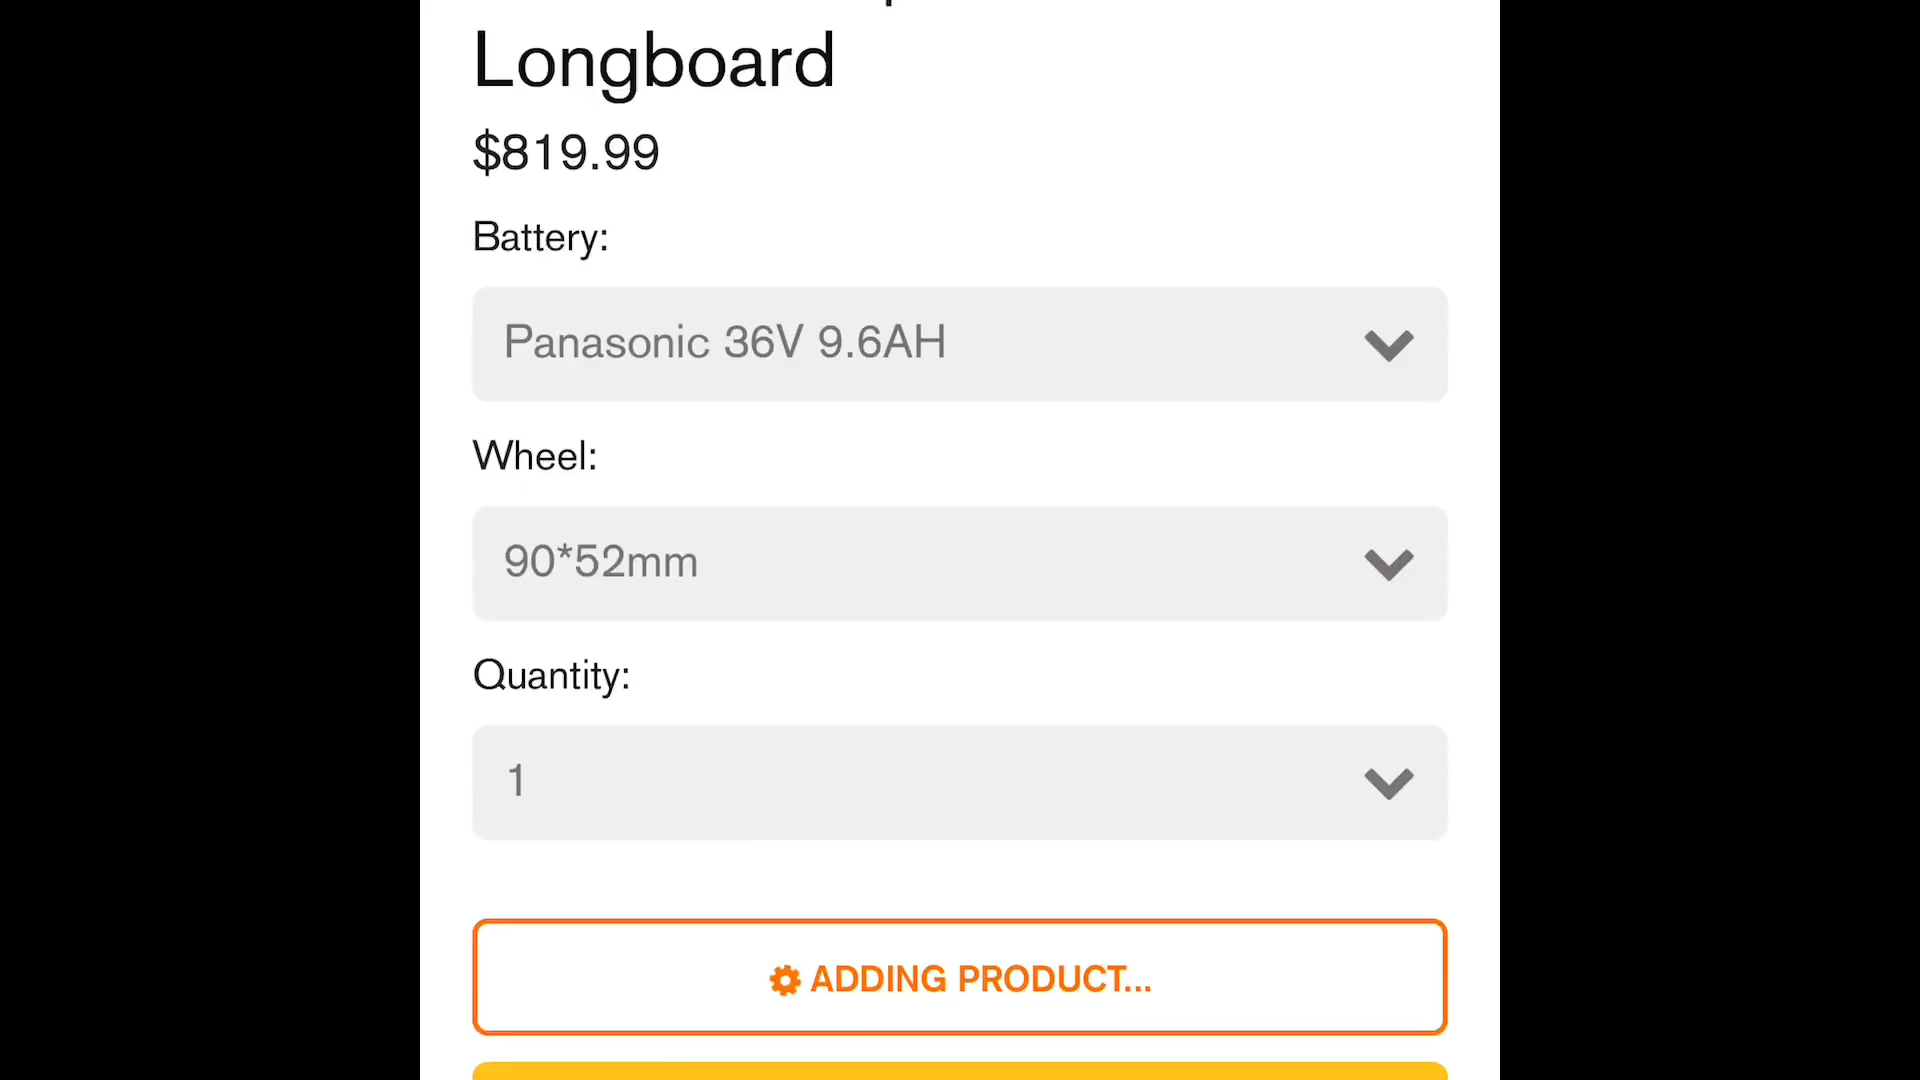 Longboard
$819.99
Battery:
Panasonic 36V 9.6AH
Wheel:
90*52mm
Quantity:
1
ADDING PRODUCT...